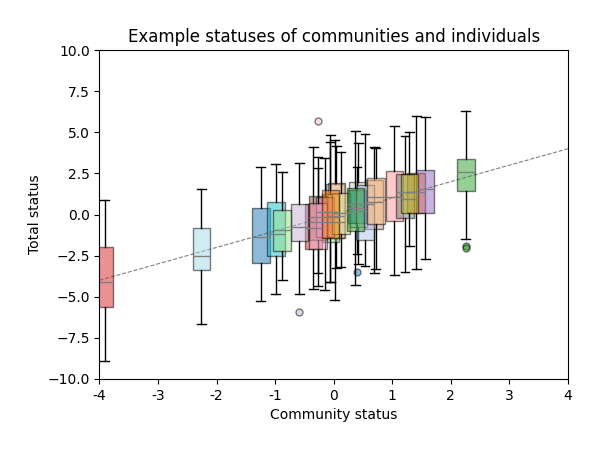 Example statuses of communities and individuals
10.0
7.5
5.0
2.5
0.0
−2.5
−5.0
−7.5
−10.0
Total status
-4 -3 -2 -1 0 1 2 3 4
Community status